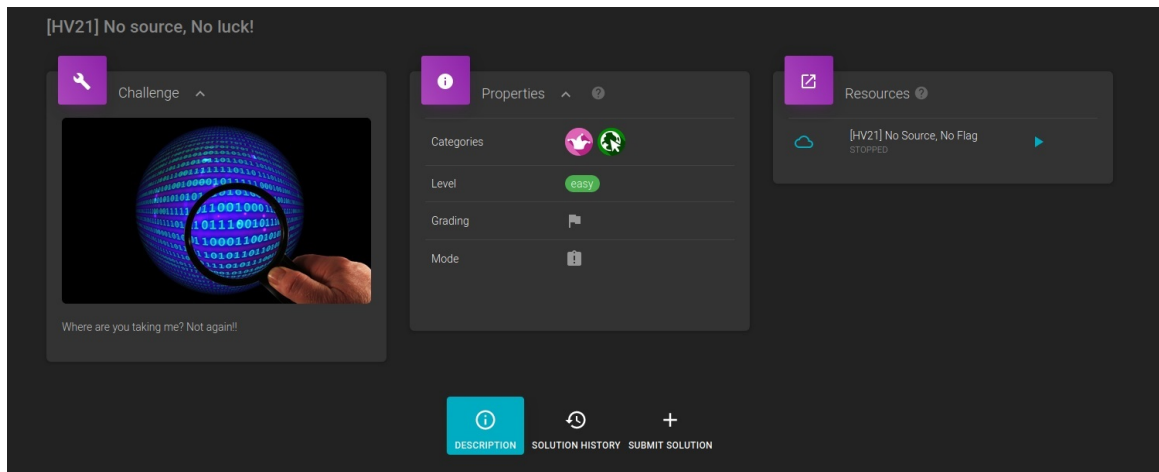 [HV21] No source, No luck!
Challenge
Where are you taking me? Not again!!
Properties
Categories
Level
easy
Grading
Mode
Resources
[HV21] No Source, No Flag
STOPPED
DESCRIPTION
SOLUTION HISTORY
SUBMIT SOLUTION